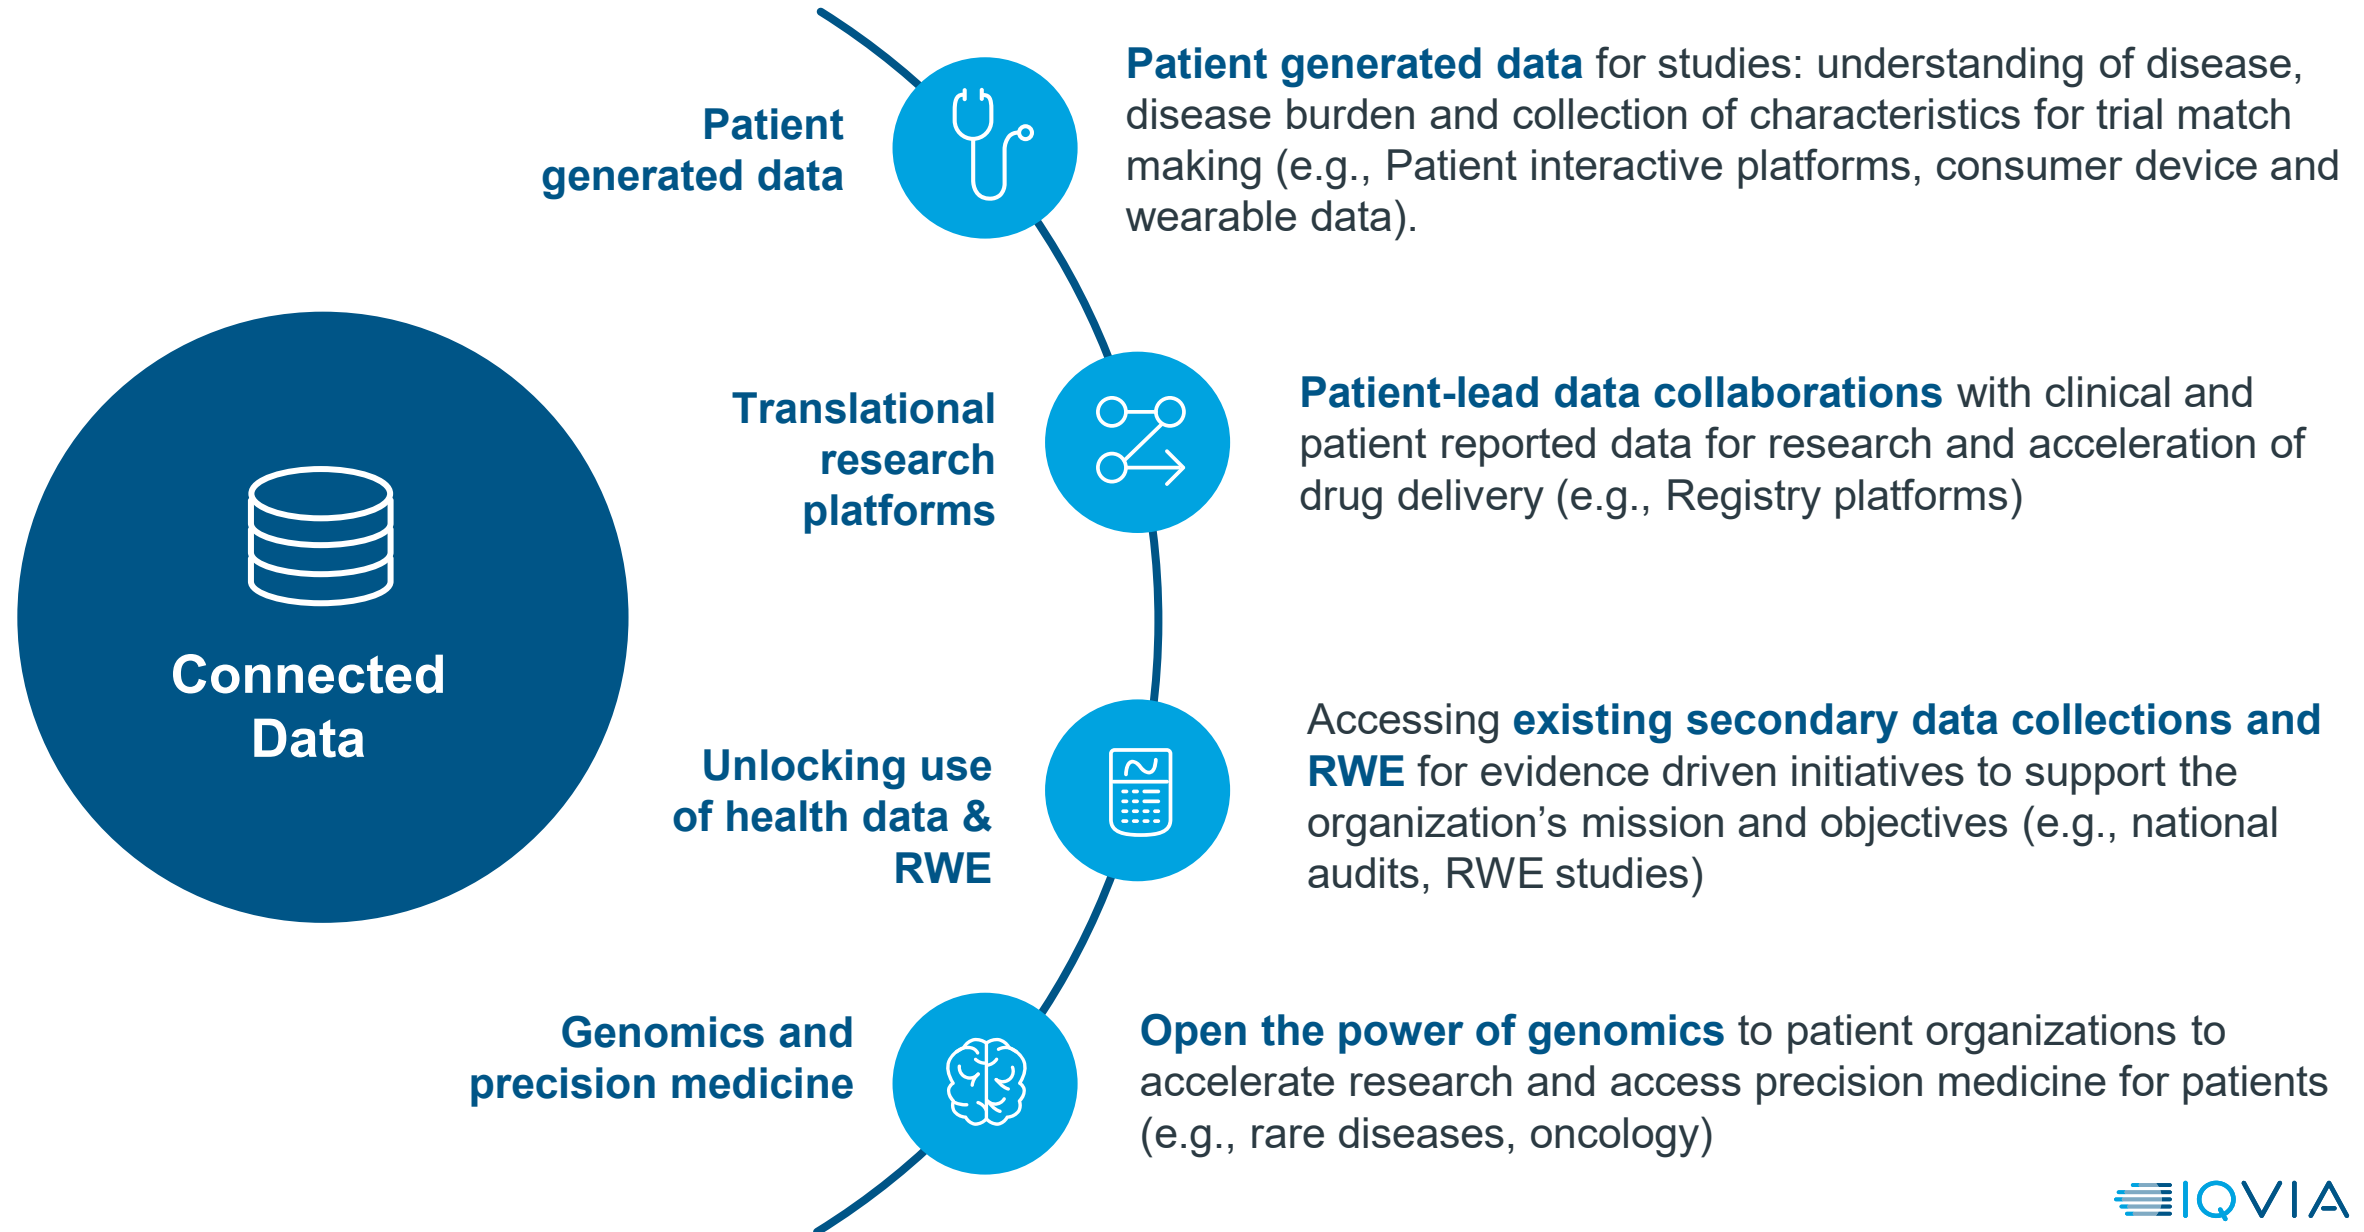 Connected
Data
Patient
generated data
Patient generated data for studies: understanding of disease,
disease burden and collection of characteristics for trial match
making (e.g., Patient interactive platforms, consumer device and
wearable data).
Translational
research
platforms
Patient-lead data collaborations with clinical and
patient reported data for research and acceleration of
drug delivery (e.g., Registry platforms)
Unlocking use
of health data &
RWE
Accessing existing secondary data collections and
RWE for evidence driven initiatives to support the
organization’s mission and objectives (e.g., national
audits, RWE studies)
Genomics and
precision medicine
Open the power of genomics to patient organizations to
accelerate research and access precision medicine for patients
(e.g., rare diseases, oncology)
IQVIA